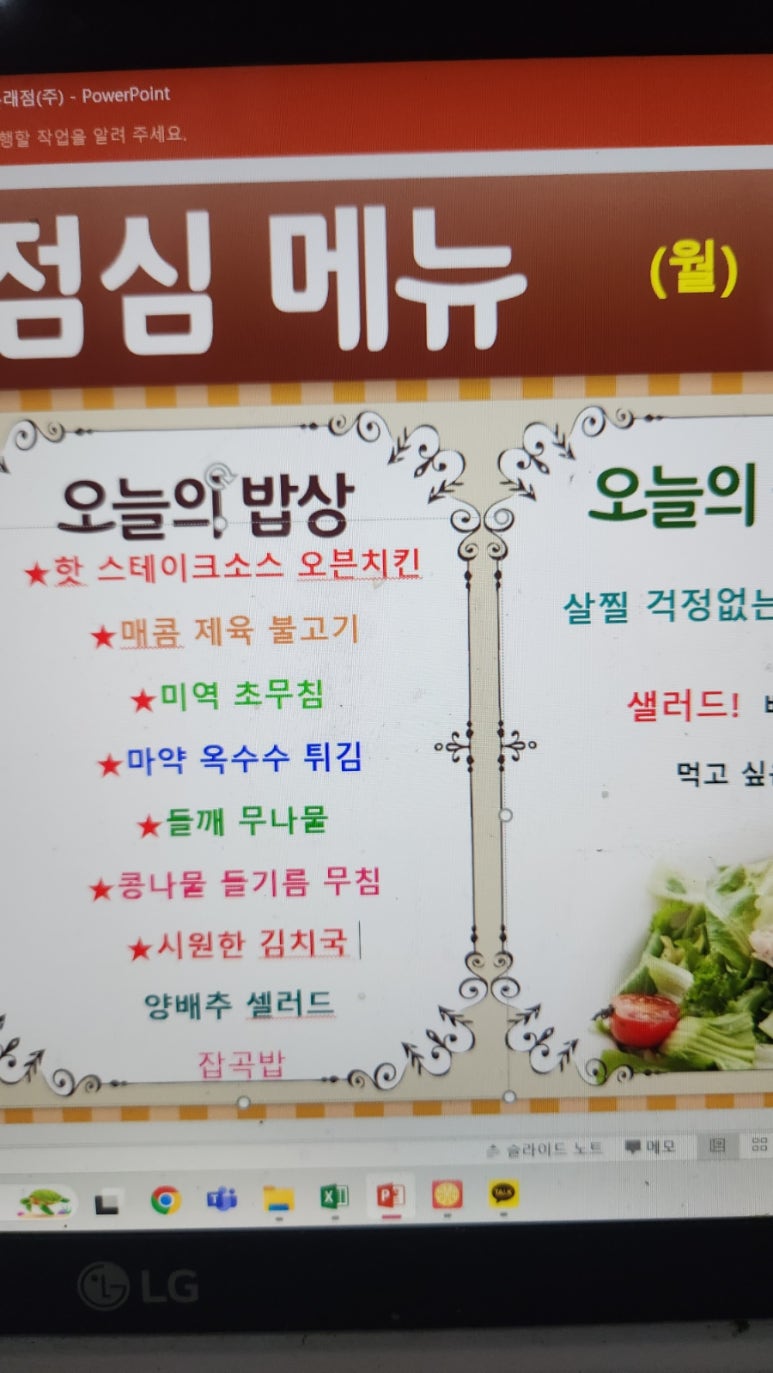 래점(주) - PowerPoint
행할 작업을 알려 주세요.
점심 메뉴
(월)
오늘의 밥상
★핫 스테이크소스 오븐치킨
★매콤 제육 불고기
★미역 초무침
★마약 옥수수 튀김
★들깨 무나물
★콩나물 들기름 무침
★시원한 김치국
양배추 셀러드
잡곡밥
오늘의
살찔 걱정없는
샐러드!
먹고
슬라이드 노트 메모
TALK
LG